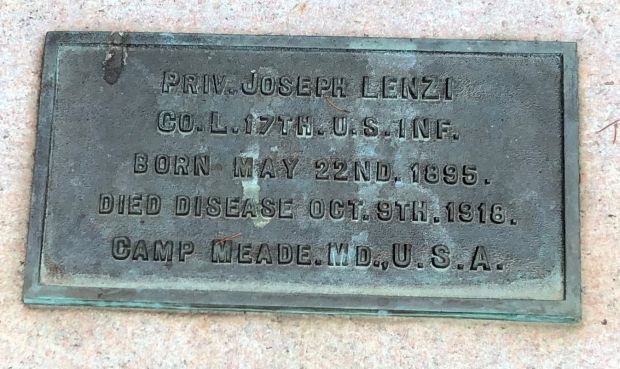 PRIV. JOSEPH LENZI
CO. L. 17TH. U. S. INF.
BORN MAY 22ND. 1895.
DIED DISEASE OCT. 9TH. 1918.
CAMP MEADE. MD., U. S. A.